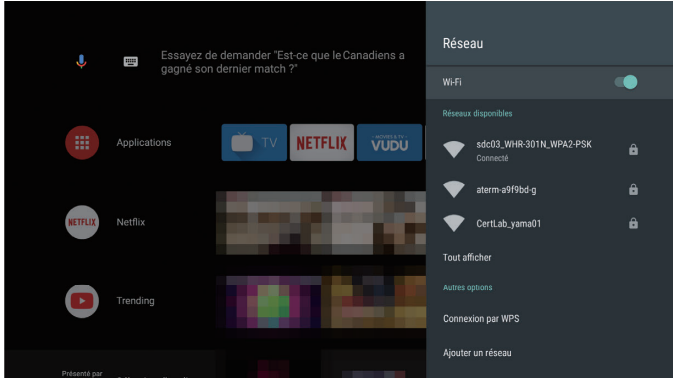 Essayez de demander "Est-ce que le Canadiens a
gagné son dernier match ?"
Applications
TV
NETFLIX
MOVIES & TV
VUDU
NETFLIX
Netflix
Trending
Présenté par
Réseau
Wi-Fi
Réseaux disponibles
sdc03_WHR-301N_WPA2-PSK
Connecté
aterm-a9f9bd-g
CertLab_yama01
Tout afficher
Autres options
Connexion par WPS
Ajouter un réseau